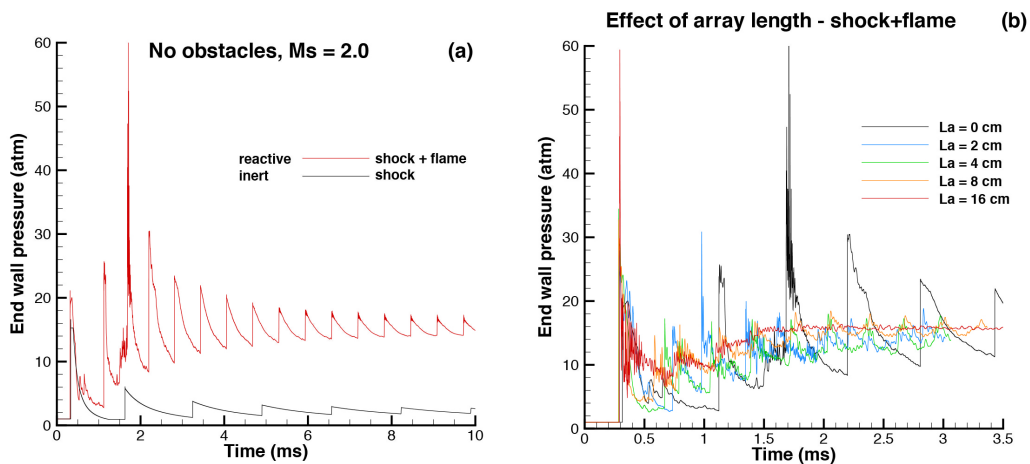 No obstacles, Ms = 2.0
(a)
60
50
40
30
20
10
0
End wall pressure (atm)
reactive shock + flame
inert shock
0 2 4 6 8 10
Time (ms)
Effect of array length - shock+flame (b)
60
50
40
30
20
10
0
End wall pressure (atm)
La = 0 cm
La = 2 cm
La = 4 cm
La = 8 cm
La = 16 cm
0 0.5 1 1.5 2 2.5 3 3.5
Time (ms)